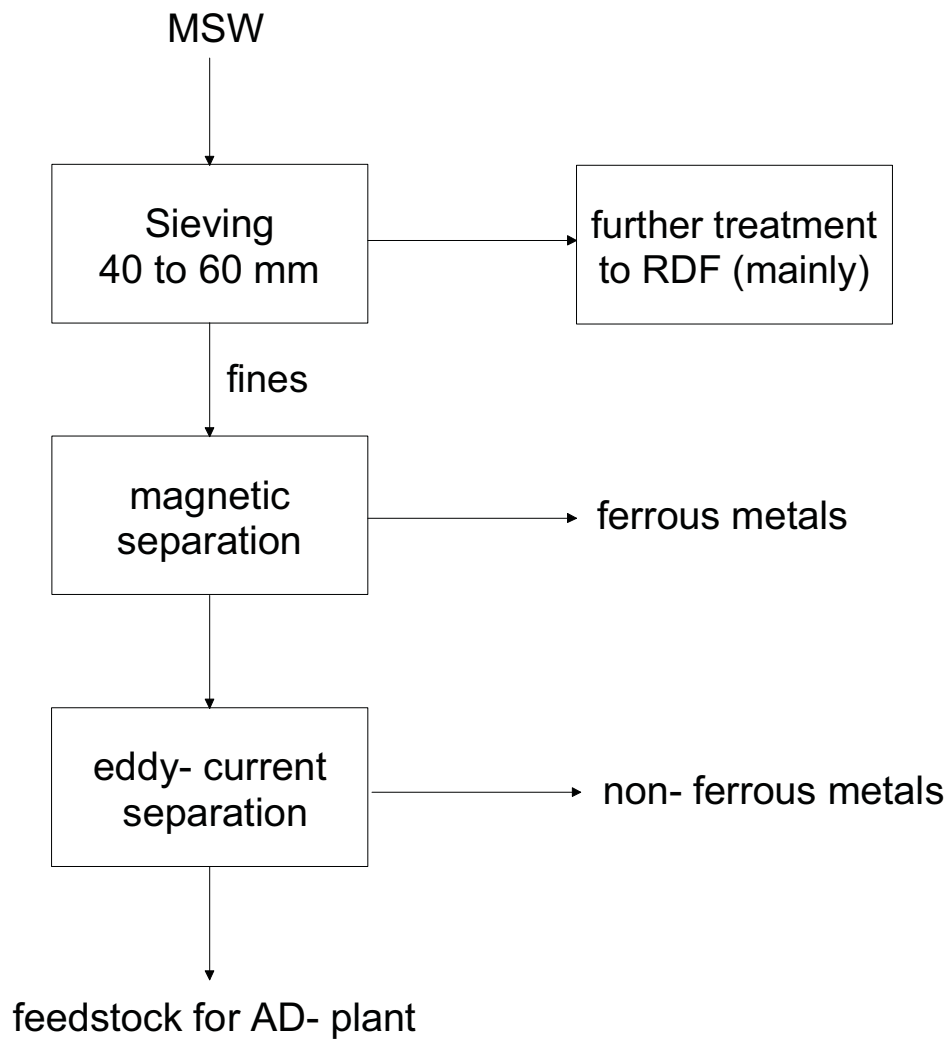 MSW
Sieving
40 to 60 mm
further treatment
to RDF (mainly)
fines
magnetic
separation
ferrous metals
eddy- current
separation
non- ferrous metals
feedstock for AD- plant